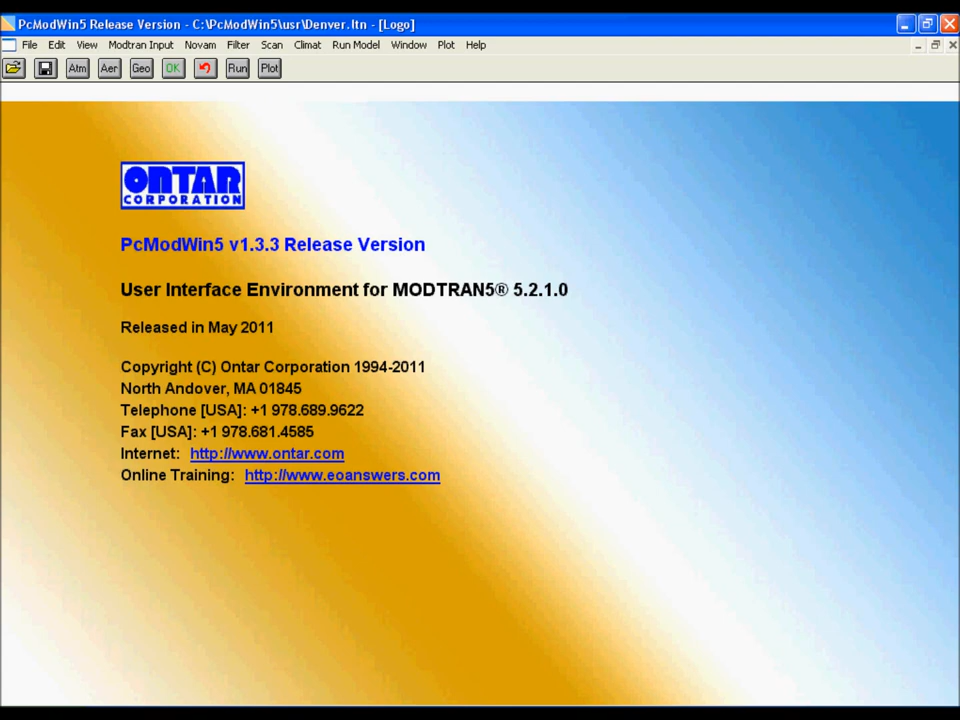 PcModWin5 Release Version - C:\PcModWin5\usr\Denver.ltn - [Logo]
File Edit View Modtran Input Novam Filter Scan Climat Run Model Window Plot Help
Atm Aer Geo OK Run Plot
ONTAR
CORPORATION
PcModWin5 v1.3.3 Release Version
User Interface Environment for MODTRAN5® 5.2.1.0
Released in May 2011
Copyright (C) Ontar Corporation 1994-2011
North Andover, MA 01845
Telephone [USA]: +1 978.689.9622
Fax [USA]: +1 978.681.4585
Internet: http://www.ontar.com
Online Training: http://www.eoanswers.com